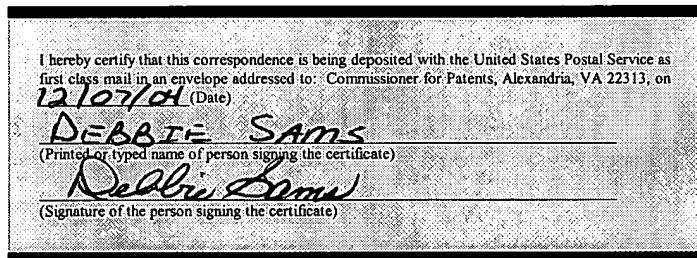 I hereby certify that this correspondence is being deposited with the United States Postal Service as
first class mail in an envelope addressed to: Commissioner for Patents, Alexandria, VA 22313, on
12/07/04 (Date)
DEBBIE SAMS
(Printed or typed name of person signing the certificate)
Debbie Sams
(Signature of the person signing the certificate)